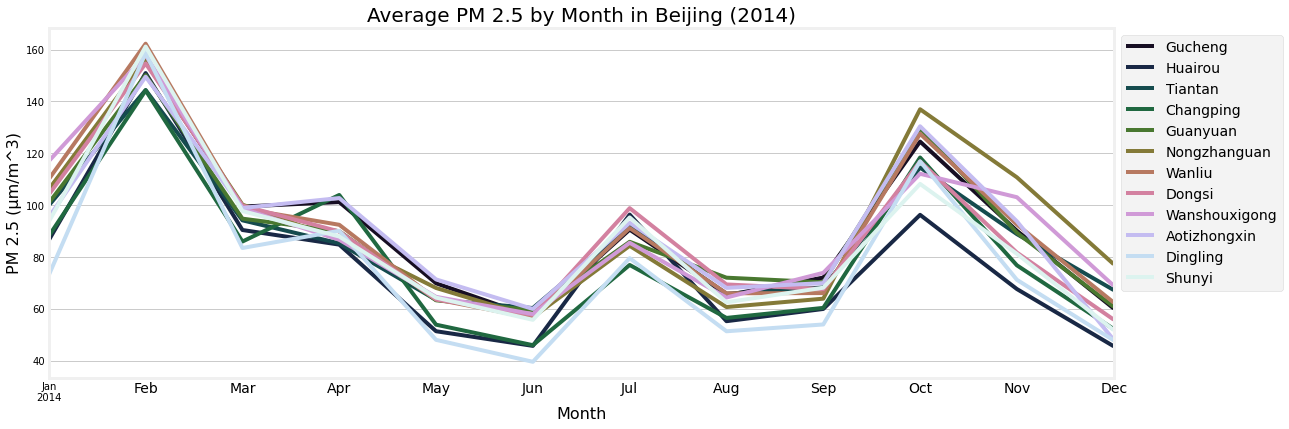 Average PM 2.5 by Month in Beijing (2014)
PM 2.5 (μm/m^3)
160
140
120
100
80
60
40
Jan
2014
Feb
Mar
Apr
May
Jun
Jul
Aug
Sep
Oct
Nov
Dec
Month
Gucheng
Huairou
Tiantan
Changping
Guanyuan
Nongzhanguan
Wanliu
Dongsi
Wanshouxigong
Aotizhongxin
Dingling
Shunyi